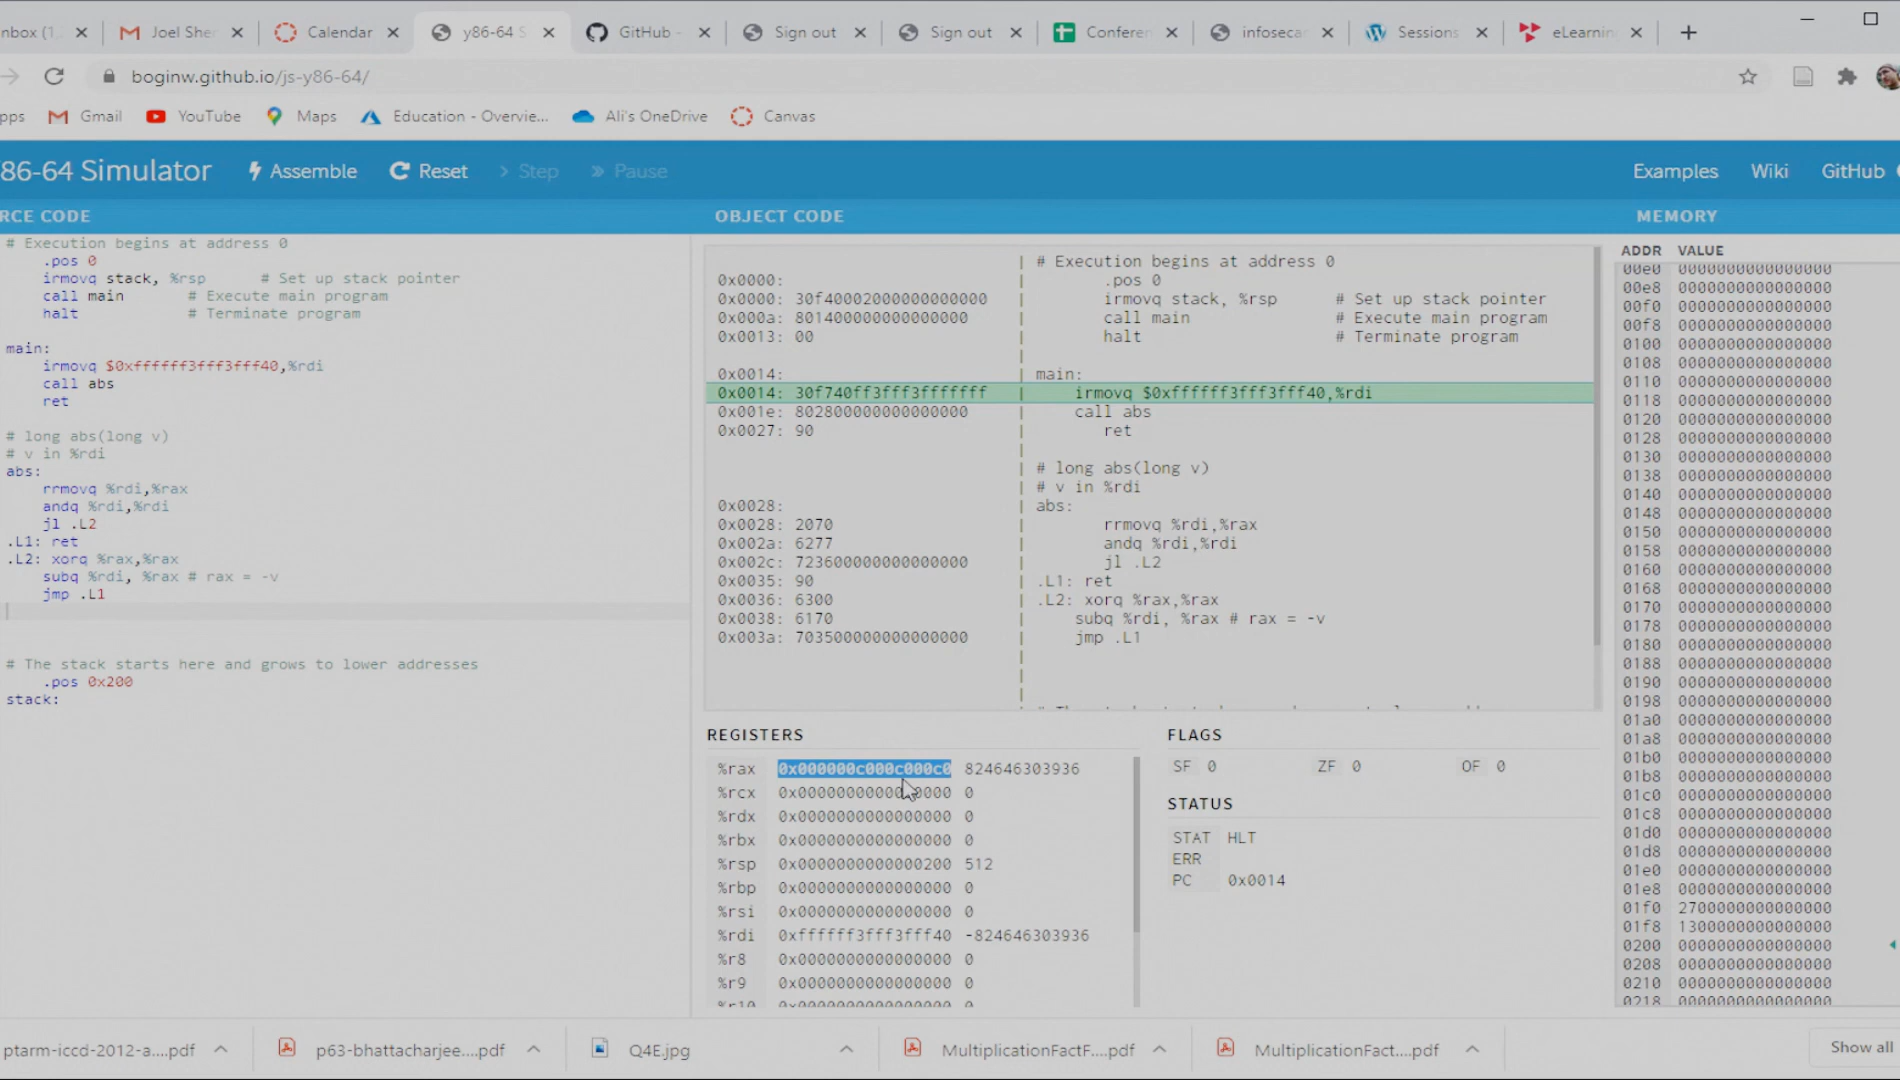 nbox (1,
Joel She
Calendar
y86-64 S
GitHub -
Sign out
Sign out
Conferen
infosecar
Sessions
eLearnin
boginw.github.io/js-y86-64/
pps
Gmail
YouTube
Maps
Education - Overvie...
Ali's OneDrive
Canvas
86-64 Simulator
Assemble
Reset
Step
Pause
Examples
Wiki
GitHub
RCE CODE
# Execution begins at address 0
.pos 0
irmovq stack, %rsp # Set up stack pointer
call main # Execute main program
halt # Terminate program
main:
irmovq $0xffffff3fff3fff40,%rdi
call abs
ret
# long abs(long v)
# v in %rdi
abs:
rrmovq %rdi,%rax
andq %rdi,%rdi
jl .L2
.L1: ret
.L2: xorq %rax,%rax
subq %rdi, %rax # rax = -v
jmp .L1
# The stack starts here and grows to lower addresses
.pos 0x200
stack:
OBJECT CODE
| # Execution begins at address 0
0x0000: | .pos 0
0x0000: 30f40002000000000000 | irmovq stack, %rsp # Set up stack pointer
0x000a: 801400000000000000 | call main # Execute main program
0x0013: 00 | halt # Terminate program
|
0x0014: | main:
0x0014: 30f740ff3fff3fffffff | irmovq $0xffffff3fff3fff40,%rdi
0x001e: 802800000000000000 | call abs
0x0027: 90 | ret
|
| # long abs(long v)
| # v in %rdi
0x0028: | abs:
0x0028: 2070 | rrmovq %rdi,%rax
0x002a: 6277 | andq %rdi,%rdi
0x002c: 723600000000000000 | jl .L2
0x0035: 90 | .L1: ret
0x0036: 6300 | .L2: xorq %rax,%rax
0x0038: 6170 | subq %rdi, %rax # rax = -v
0x003a: 703500000000000000 | jmp .L1
|
|
|
REGISTERS
%rax 0x000000c000c000c0 824646303936
%rcx 0x0000000000000000 0
%rdx 0x0000000000000000 0
%rbx 0x0000000000000000 0
%rsp 0x0000000000000200 512
%rbp 0x0000000000000000 0
%rsi 0x0000000000000000 0
%rdi 0xffffff3fff3fff40 -824646303936
%r8 0x0000000000000000 0
%r9 0x0000000000000000 0
%r10 0x0000000000000000 0
FLAGS
SF 0 ZF 0 OF 0
STATUS
STAT HLT
ERR
PC 0x0014
MEMORY
ADDR VALUE
00e0 0000000000000000
00e8 0000000000000000
00f0 0000000000000000
00f8 0000000000000000
0100 0000000000000000
0108 0000000000000000
0110 0000000000000000
0118 0000000000000000
0120 0000000000000000
0128 0000000000000000
0130 0000000000000000
0138 0000000000000000
0140 0000000000000000
0148 0000000000000000
0150 0000000000000000
0158 0000000000000000
0160 0000000000000000
0168 0000000000000000
0170 0000000000000000
0178 0000000000000000
0180 0000000000000000
0188 0000000000000000
0190 0000000000000000
0198 0000000000000000
01a0 0000000000000000
01a8 0000000000000000
01b0 0000000000000000
01b8 0000000000000000
01c0 0000000000000000
01c8 0000000000000000
01d0 0000000000000000
01d8 0000000000000000
01e0 0000000000000000
01e8 0000000000000000
01f0 2700000000000000
01f8 1300000000000000
0200 0000000000000000
0208 0000000000000000
0210 0000000000000000
0218 0000000000000000
ptarm-iccd-2012-a....pdf
p63-bhattacharjee....pdf
Q4E.jpg
MultiplicationFactF....pdf
MultiplicationFact....pdf
Show all